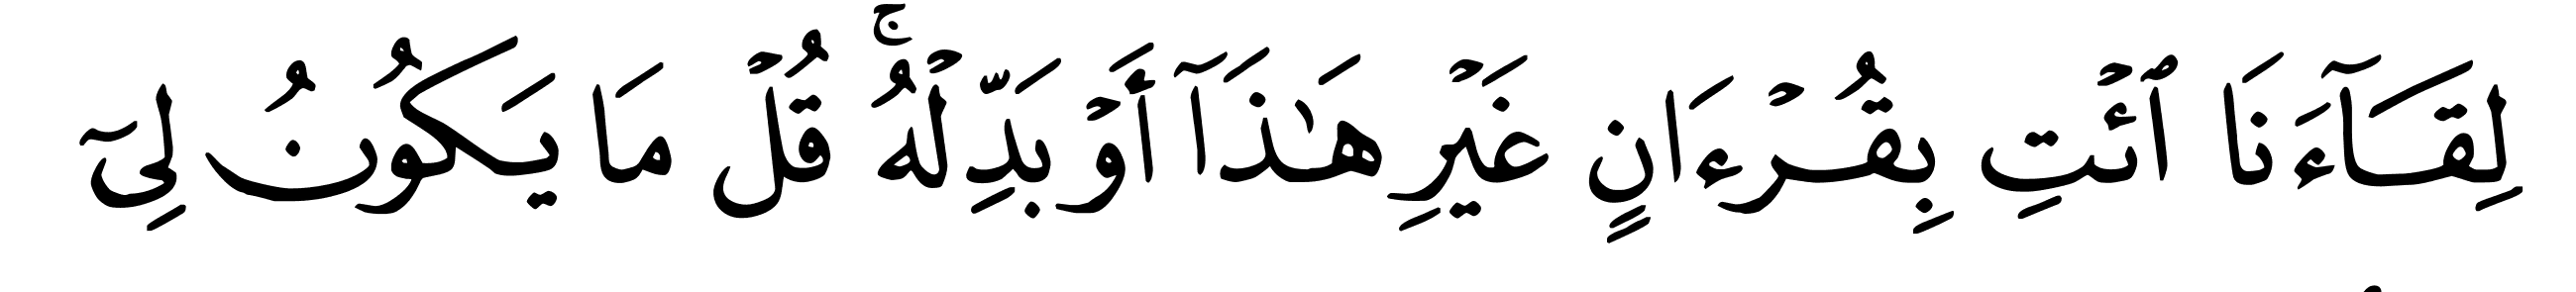 لِقَآءَنَا ٱئۡتِ بِقُرۡءَانٍ غَيۡرِ هَٰذَآ أَوۡ بَدِّلۡهُۚ قُلۡ مَا يَكُونُ لِيٓ